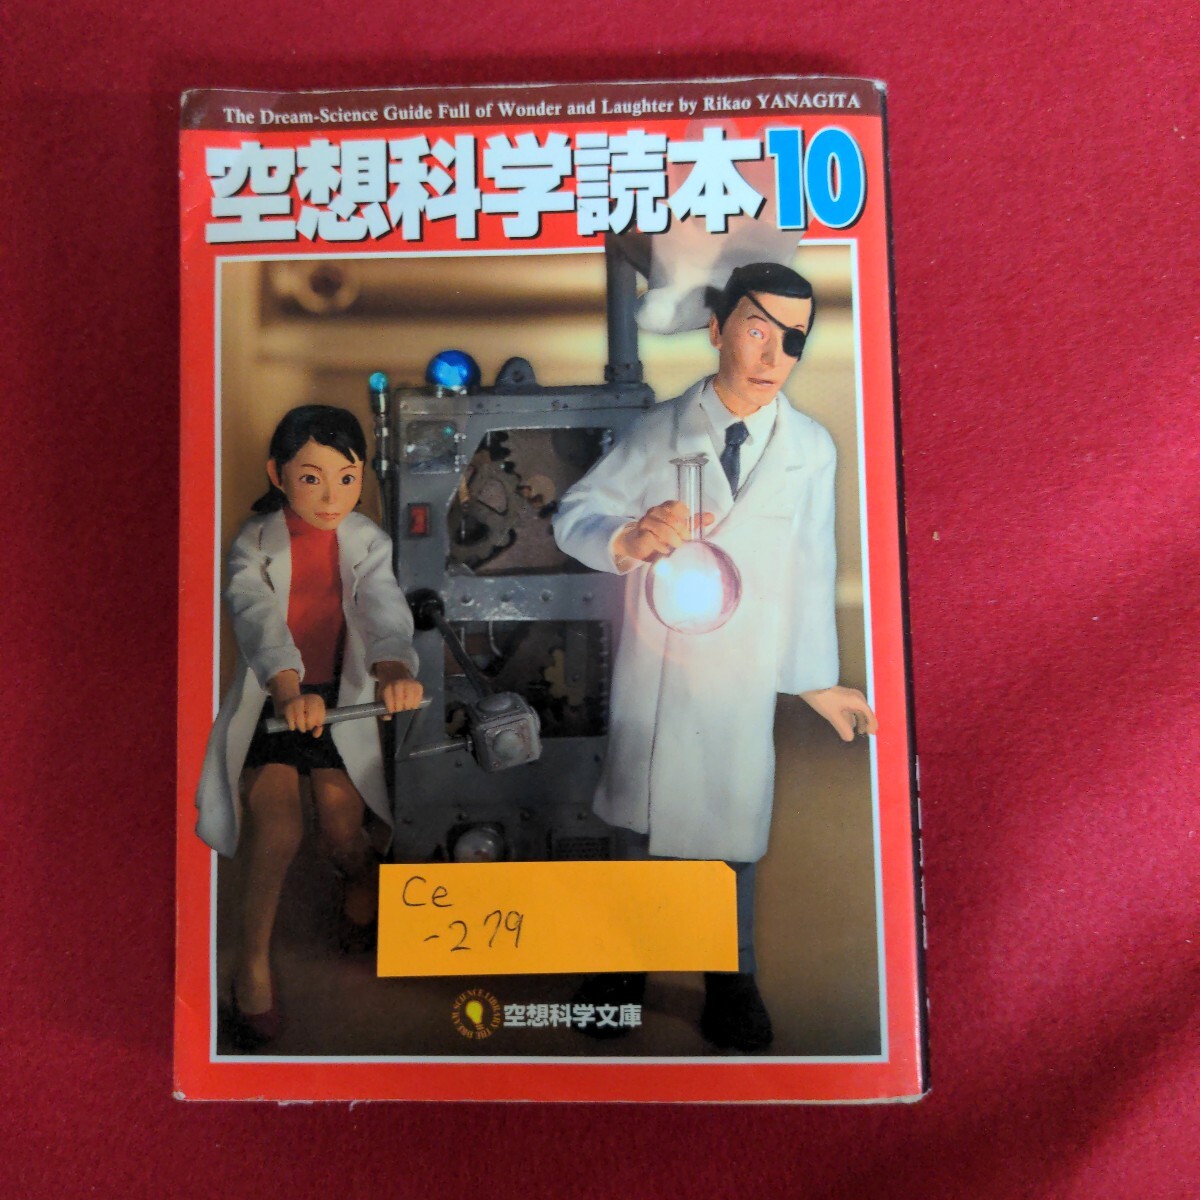 The Dream-Science Guide Full of Wonder and Laughter by Rikao YANAGITA
空想科学読本10
Ce
-279
空想科学文庫